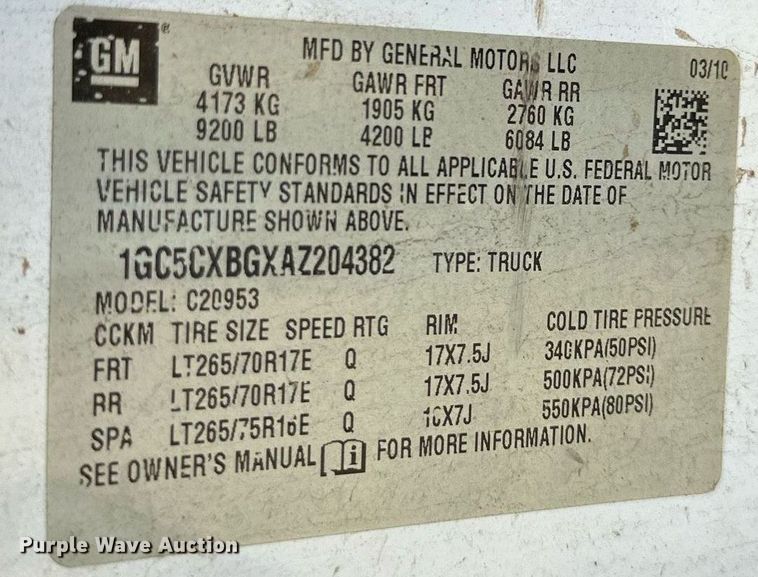 GM
MFD BY GENERAL MOTORS LLC
03/10
GVWR GAWR FRT GAWR RR
4173 KG 1905 KG 2760 KG
9200 LB 4200 LB 6084 LB
THIS VEHICLE CONFORMS TO ALL APPLICABLE U.S. FEDERAL MOTOR
VEHICLE SAFETY STANDARDS IN EFFECT ON THE DATE OF
MANUFACTURE SHOWN ABOVE.
1GC5CXBGXAZ204382 TYPE: TRUCK
MODEL: C20953
CCKM TIRE SIZE SPEED RTG RIM COLD TIRE PRESSURE
FRT LT265/70R17E Q 17X7.5J 340KPA(50PSI)
RR LT265/70R17E Q 17X7.5J 500KPA(72PSI)
SPA LT265/75R16E Q 16X7J 550KPA(80PSI)
SEE OWNER'S MANUAL i FOR MORE INFORMATION.
Purple Wave Auction